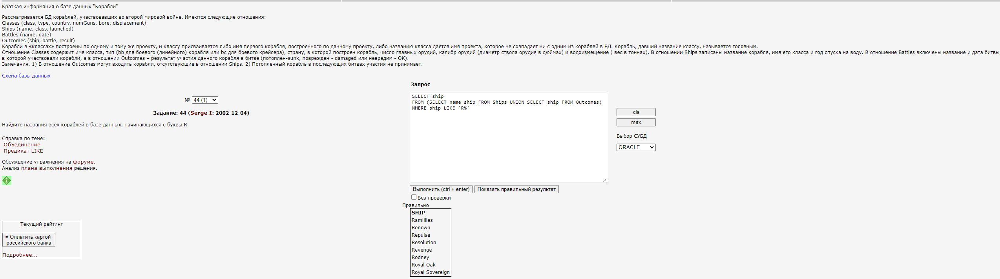 Краткая информация о базе данных "Корабли"
Рассматривается БД кораблей, участвовавших во второй мировой войне. Имеются следующие отношения:
Classes (class, type, country, numGuns, bore, displacement)
Ships (name, class, launched)
Battles (name, date)
Outcomes (ship, battle, result)
Корабли в «классах» построены по одному и тому же проекту, и классу присваивается либо имя первого корабля, построенного по данному проекту, либо названию класса дается имя проекта, которое не совпадает ни с одним из кораблей в БД. Корабль, давший название классу, называется головным.
Отношение Classes содержит имя класса, тип (bb для боевого (линейного) корабля или bc для боевого крейсера), страну, в которой построен корабль, число главных орудий, калибр орудий (диаметр ствола орудия в дюймах) и водоизмещение ( вес в тоннах). В отношении Ships записаны название корабля, имя его класса и год спуска на воду. В отношение Battles включены название и дата битвы,
в которой участвовали корабли, а в отношении Outcomes – результат участия данного корабля в битве (потоплен-sunk, поврежден - damaged или невредим - OK).
Замечания. 1) В отношение Outcomes могут входить корабли, отсутствующие в отношении Ships. 2) Потопленный корабль в последующих битвах участия не принимает.
Схема базы данных
№ 44 (1)
Задание: 44 (Serge I: 2002-12-04)
Найдите названия всех кораблей в базе данных, начинающихся с буквы R.
Справка по теме:
Объединение
Предикат LIKE
Обсуждение упражнения на форуме.
Анализ плана выполнения решения.
Текущий рейтинг
₽ Оплатить картой
российского банка
Подробнее...
Запрос
SELECT ship
FROM (SELECT name ship FROM Ships UNION SELECT ship FROM Outcomes)
WHERE ship LIKE 'R%'
cls
max
Выбор СУБД
ORACLE
Выполнить (ctrl + enter) Показать правильный результат
Без проверки
Правильно
SHIP
Ramillies
Renown
Repulse
Resolution
Revenge
Rodney
Royal Oak
Royal Sovereign